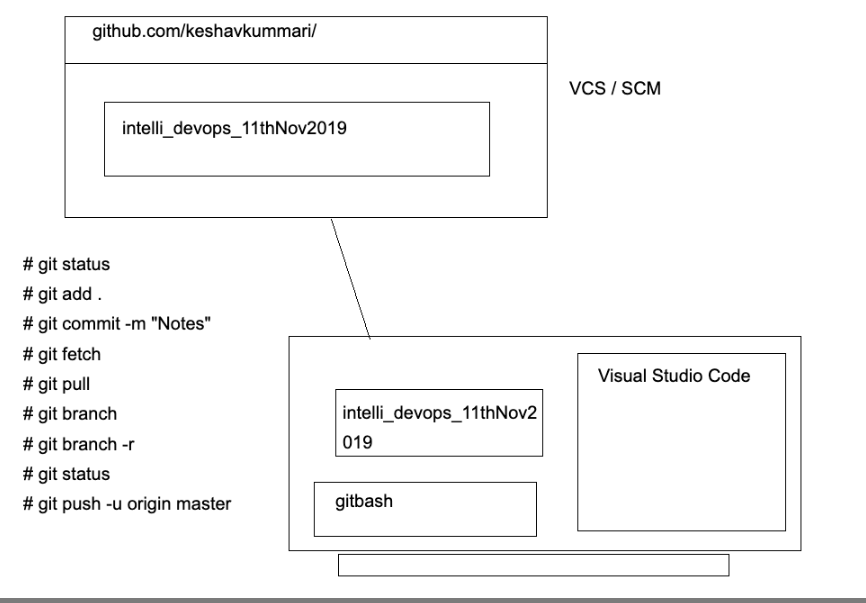 github.com/keshavkummari/
VCS / SCM
intelli_devops_11thNov2019
# git status
# git add .
# git commit -m "Notes"
# git fetch
# git pull
# git branch
# git branch -r
# git status
# git push -u origin master
intelli_devops_11thNov2
019
gitbash
Visual Studio Code